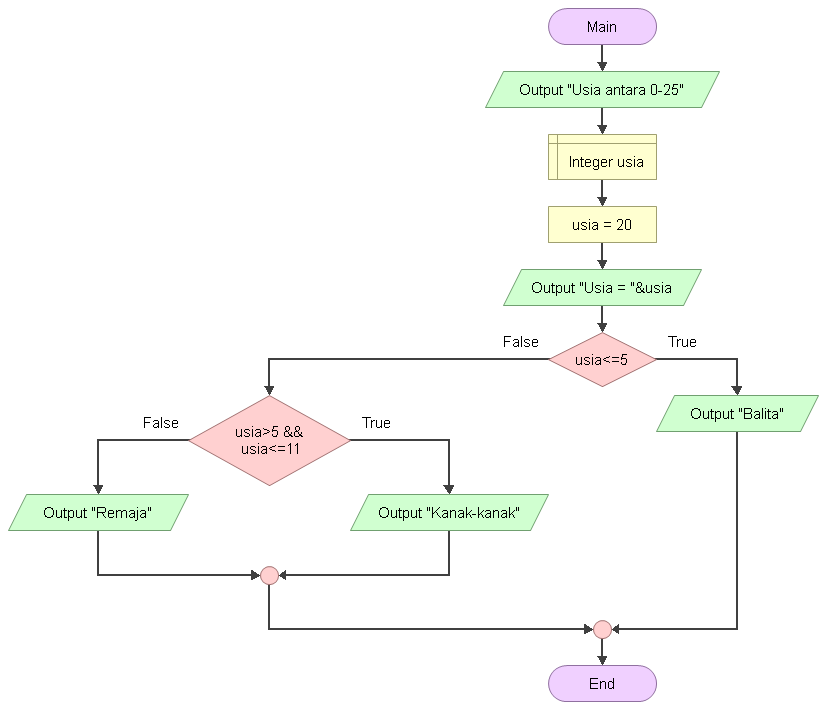 Main
Output "Usia antara 0-25"
Integer usia
usia = 20
Output "Usia = "&usia
False
True
usia<=5
Output "Balita"
False
True
usia>5 &&
usia<=11
Output "Remaja"
Output "Kanak-kanak"
End